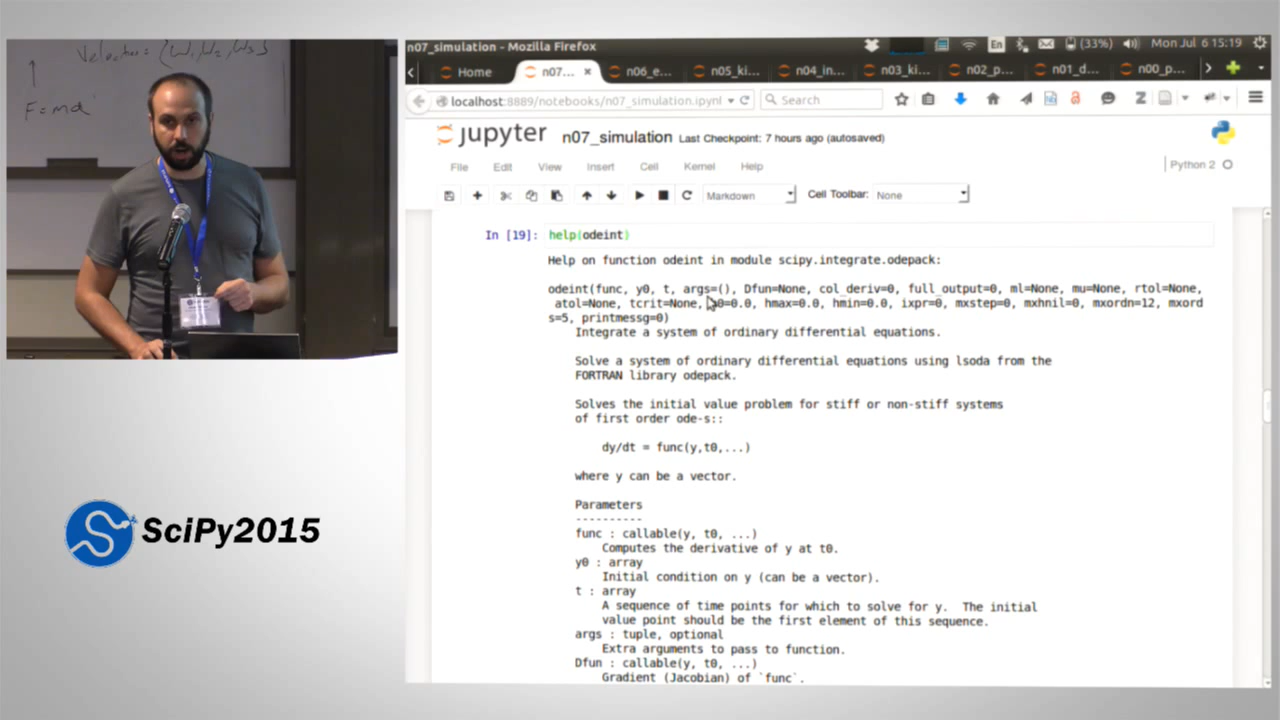 Velocities = {W1, W2, W3}
F = ma
SciPy2015
n07_simulation - Mozilla Firefox
En
(33%)
Mon Jul 6 15:19
Home
n07...
n06_e...
n05_ki...
n04_in...
n03_ki...
n02_p...
n01_d...
n00_p...
localhost:8889/notebooks/n07_simulation.ipynl
Search
jupyter
n07_simulation
Last Checkpoint: 7 hours ago (autosaved)
File Edit View Insert Cell Kernel Help
Python 2
Markdown
Cell Toolbar: None
In [19]: help(odeint)
Help on function odeint in module scipy.integrate.odepack:
odeint(func, y0, t, args=(), Dfun=None, col_deriv=0, full_output=0, ml=None, mu=None, rtol=None,
atol=None, tcrit=None, h0=0.0, hmax=0.0, hmin=0.0, ixpr=0, mxstep=0, mxhnil=0, mxordn=12, mxord
s=5, printmessg=0)
Integrate a system of ordinary differential equations.
Solve a system of ordinary differential equations using lsoda from the
FORTRAN library odepack.
Solves the initial value problem for stiff or non-stiff systems
of first order ode-s::
dy/dt = func(y,t0,...)
where y can be a vector.
Parameters
----------
func : callable(y, t0, ...)
Computes the derivative of y at t0.
y0 : array
Initial condition on y (can be a vector).
t : array
A sequence of time points for which to solve for y. The initial
value point should be the first element of this sequence.
args : tuple, optional
Extra arguments to pass to function.
Dfun : callable(y, t0, ...)
Gradient (Jacobian) of `func`.